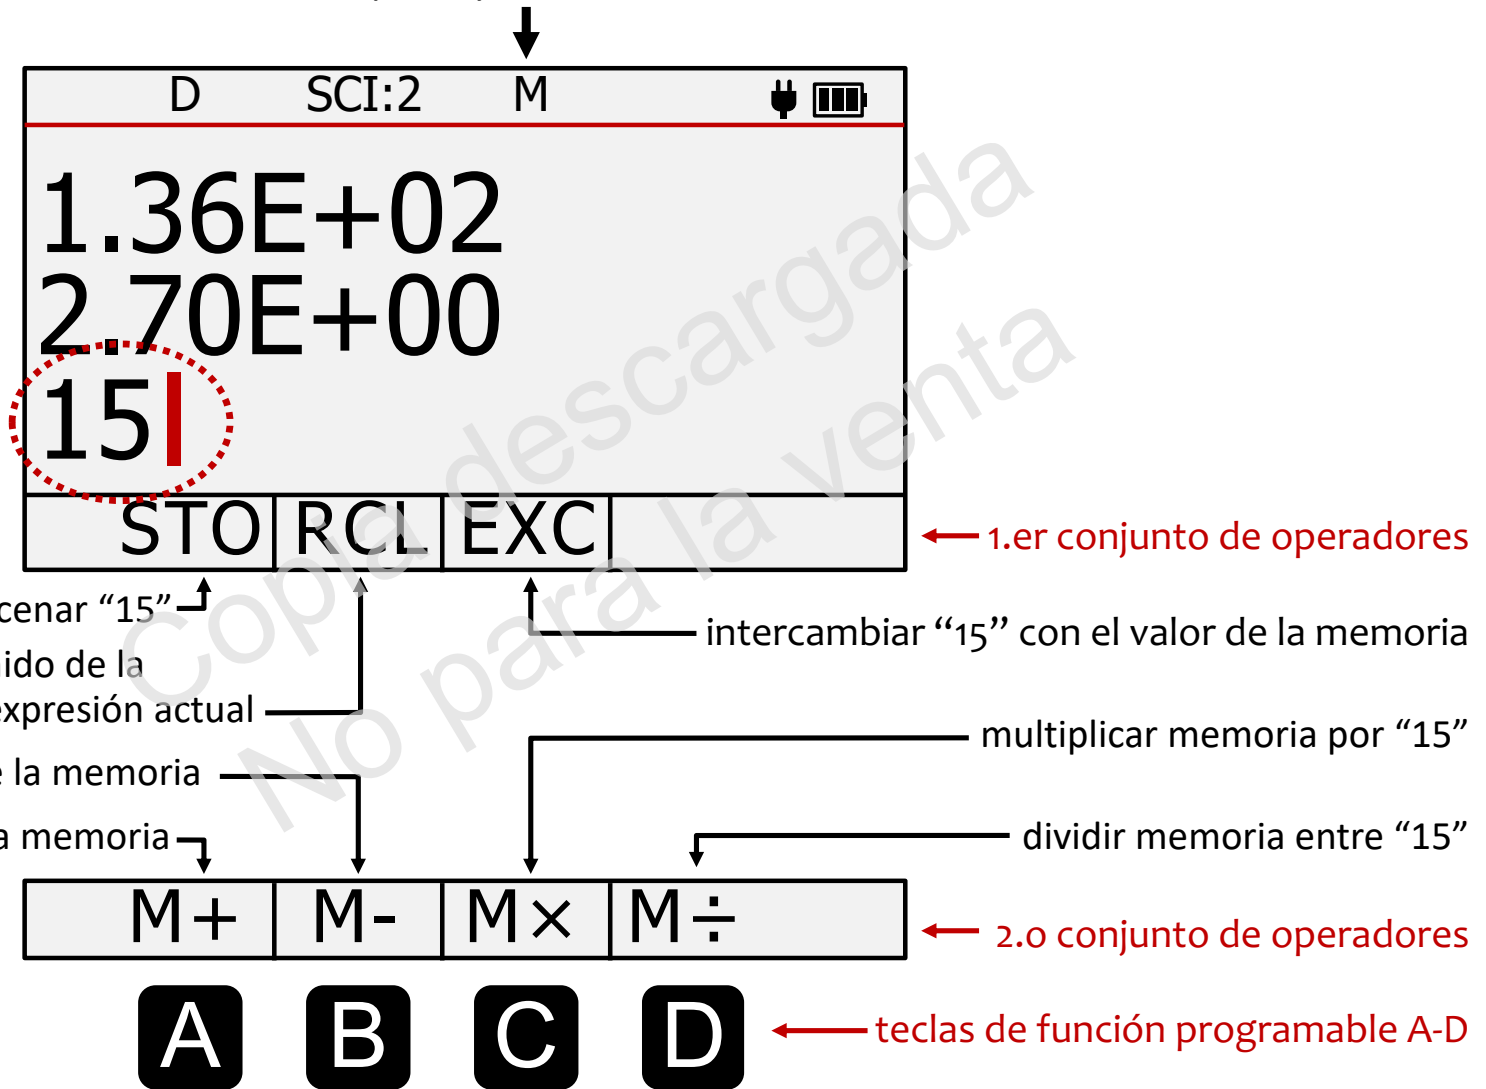 D SCI:2 M
1.36E+02
2.70E+00
15
STO RCL EXC
1.er conjunto de operadores
cenar “15”
intercambiar “15” con el valor de la memoria
ido de la
expresión actual
multiplicar memoria por “15”
e la memoria
a memoria
dividir memoria entre “15”
M+ M- M× M÷
2.o conjunto de operadores
A B C D
teclas de función programable A-D
Copia descargada
No para la venta